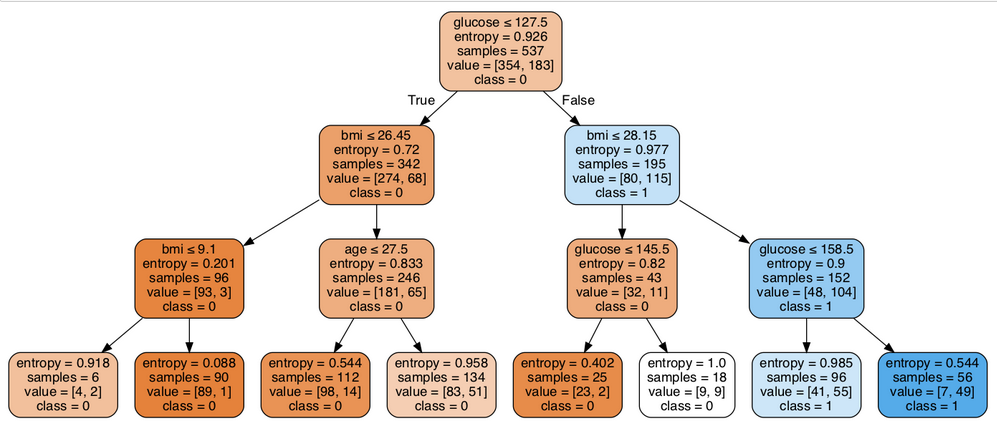 glucose ≤ 127.5
entropy = 0.926
samples = 537
value = [354, 183]
class = 0
True
False
bmi ≤ 26.45
entropy = 0.72
samples = 342
value = [274, 68]
class = 0
bmi ≤ 28.15
entropy = 0.977
samples = 195
value = [80, 115]
class = 1
bmi ≤ 9.1
entropy = 0.201
samples = 96
value = [93, 3]
class = 0
age ≤ 27.5
entropy = 0.833
samples = 246
value = [181, 65]
class = 0
glucose ≤ 145.5
entropy = 0.82
samples = 43
value = [32, 11]
class = 0
glucose ≤ 158.5
entropy = 0.9
samples = 152
value = [48, 104]
class = 1
entropy = 0.918
samples = 6
value = [4, 2]
class = 0
entropy = 0.088
samples = 90
value = [89, 1]
class = 0
entropy = 0.544
samples = 112
value = [98, 14]
class = 0
entropy = 0.958
samples = 134
value = [83, 51]
class = 0
entropy = 0.402
samples = 25
value = [23, 2]
class = 0
entropy = 1.0
samples = 18
value = [9, 9]
class = 0
entropy = 0.985
samples = 96
value = [41, 55]
class = 1
entropy = 0.544
samples = 56
value = [7, 49]
class = 1